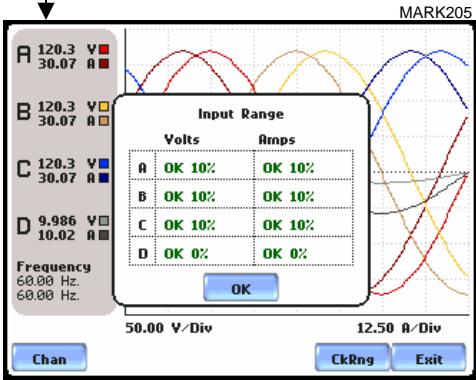 MARK205
A 120.3 V
30.07 A
B 120.3 V
30.07 A
C 120.3 V
30.07 A
D 9.986 V
10.02 A
Frequency
60.00 Hz.
60.00 Hz.
Input Range
Volts Amps
A OK 10% OK 10%
B OK 10% OK 10%
C OK 10% OK 10%
D OK 0% OK 0%
OK
50.00 V/Div 12.50 A/Div
Chan CkRng Exit